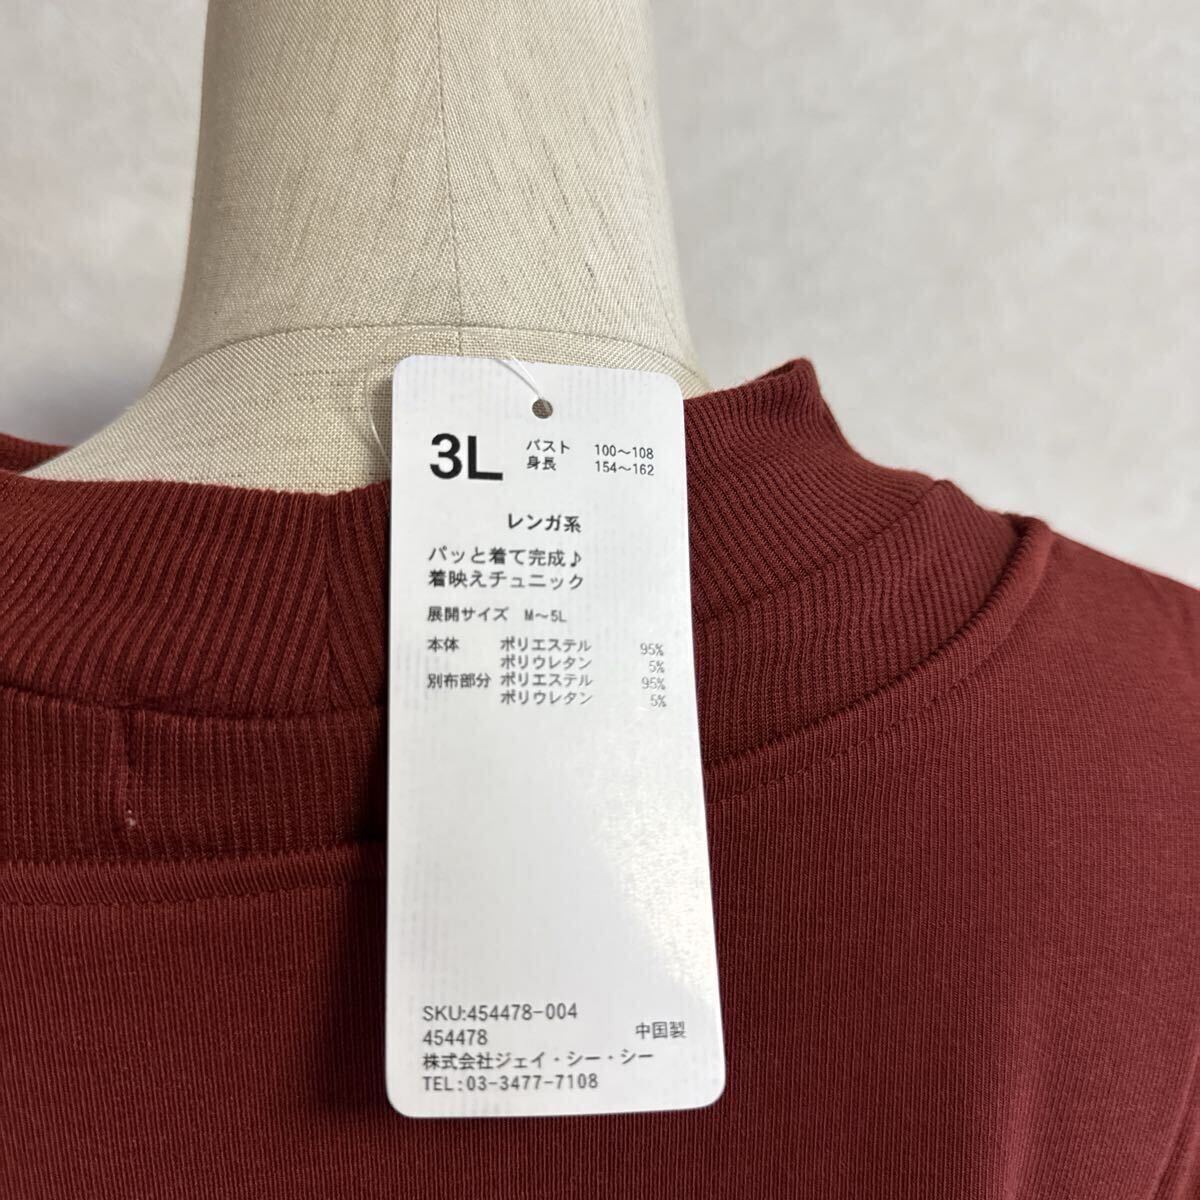 3L バスト 100〜108
身長 154〜162
レンガ系
パッと着て完成♪
着映えチュニック
展開サイズ M〜5L
本体 ポリエステル 95%
ポリウレタン 5%
別布部分 ポリエステル 95%
ポリウレタン 5%
SKU:454478-004
454478 中国製
株式会社ジェイ・シー・シー
TEL:03-3477-7108